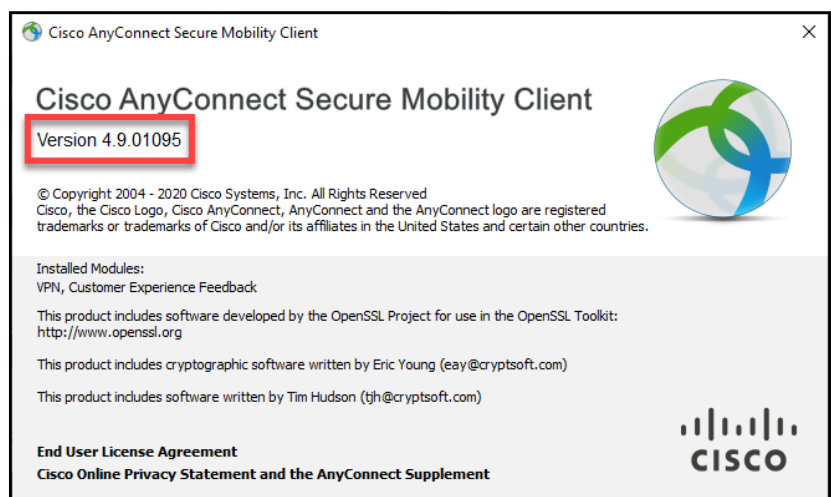 Cisco AnyConnect Secure Mobility Client
Cisco AnyConnect Secure Mobility Client
Version 4.9.01095
© Copyright 2004 - 2020 Cisco Systems, Inc. All Rights Reserved
Cisco, the Cisco Logo, Cisco AnyConnect, AnyConnect and the AnyConnect logo are registered
trademarks or trademarks of Cisco and/or its affiliates in the United States and certain other countries.
Installed Modules:
VPN, Customer Experience Feedback
This product includes software developed by the OpenSSL Project for use in the OpenSSL Toolkit:
http://www.openssl.org
This product includes cryptographic software written by Eric Young (eay@cryptsoft.com)
This product includes software written by Tim Hudson (tjh@cryptsoft.com)
End User License Agreement
Cisco Online Privacy Statement and the AnyConnect Supplement
CISCO